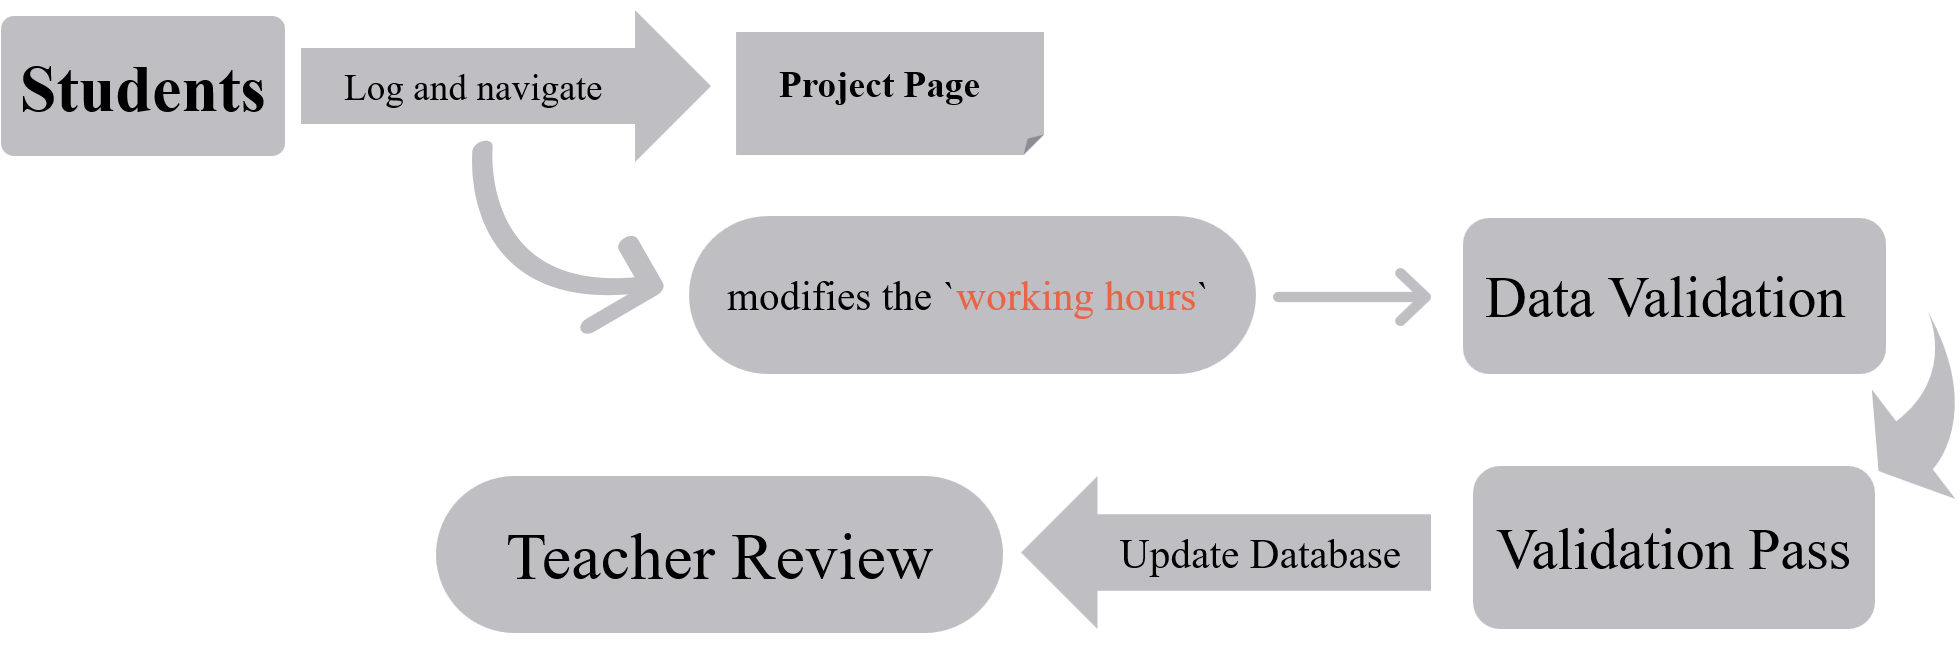 Students
Log and navigate
Project Page
modifies the `working hours`
Data Validation
Validation Pass
Update Database
Teacher Review